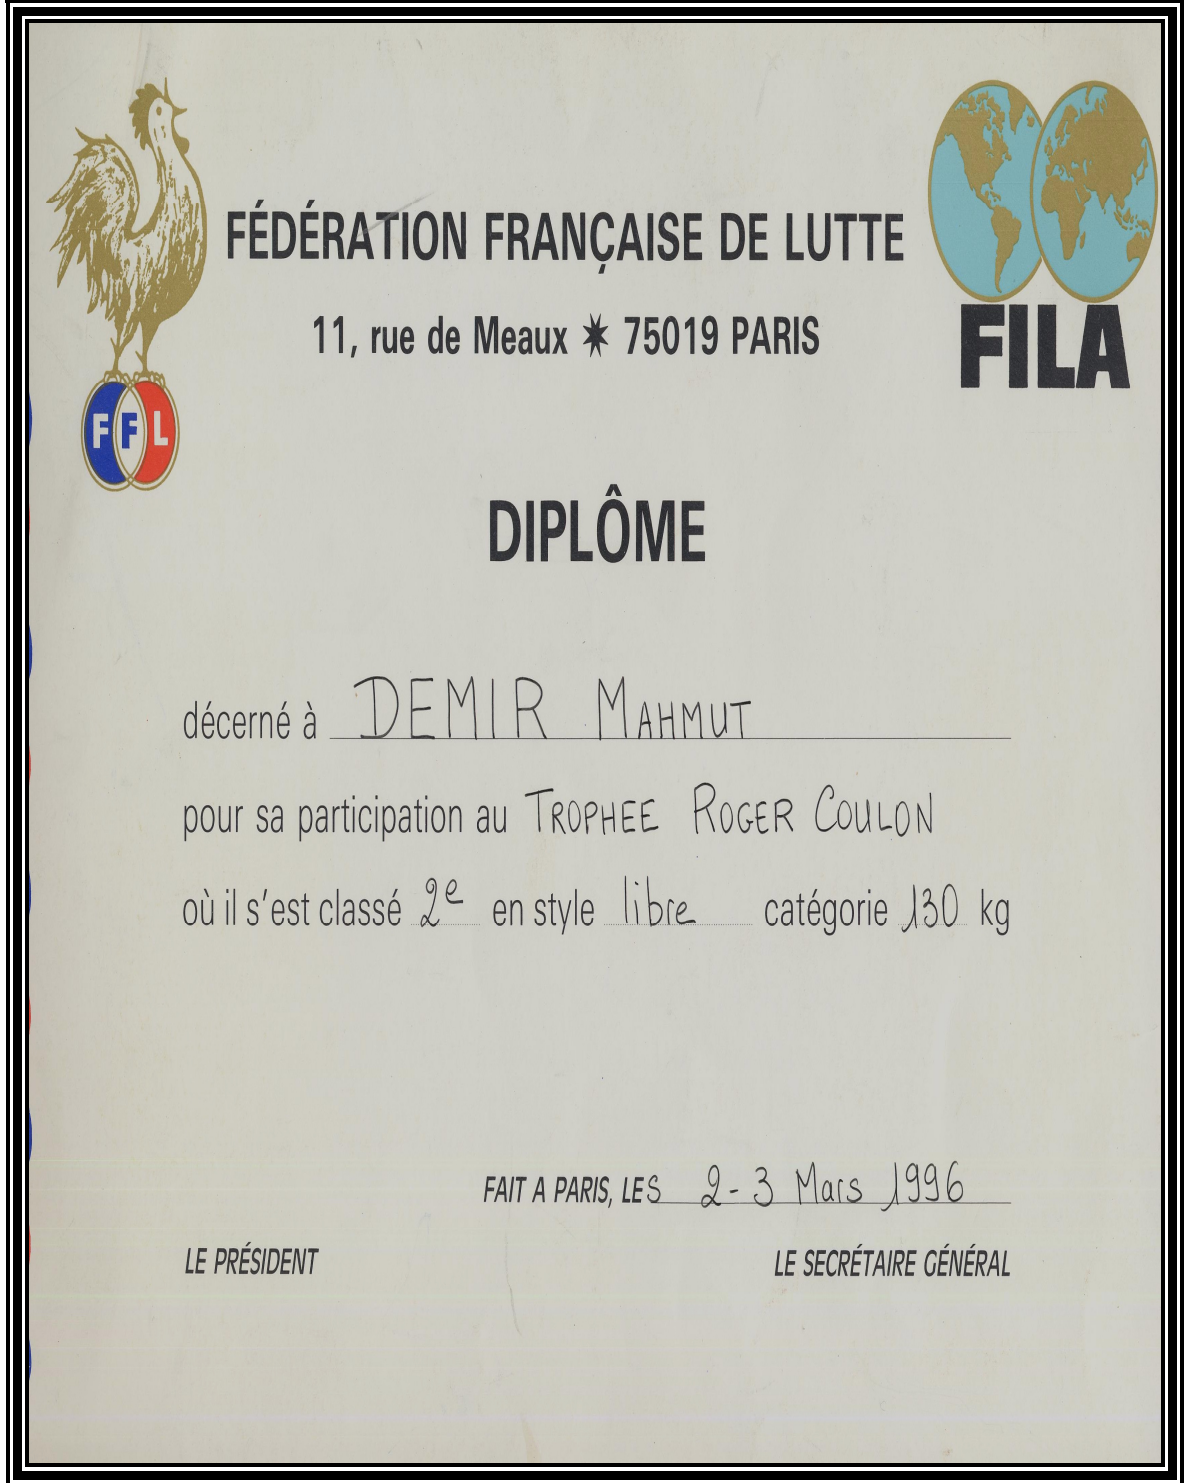 FÉDÉRATION FRANÇAISE DE LUTTE
11, rue de Meaux ✷ 75019 PARIS
FILA
FFL
DIPLÔME
décerné à DEMIR MAHMUT
pour sa participation au TROPHEE ROGER COULON
où il s'est classé 2e en style libre catégorie 130 kg
FAIT A PARIS, LES 2-3 Mars 1996
LE PRÉSIDENT LE SECRÉTAIRE GÉNÉRAL